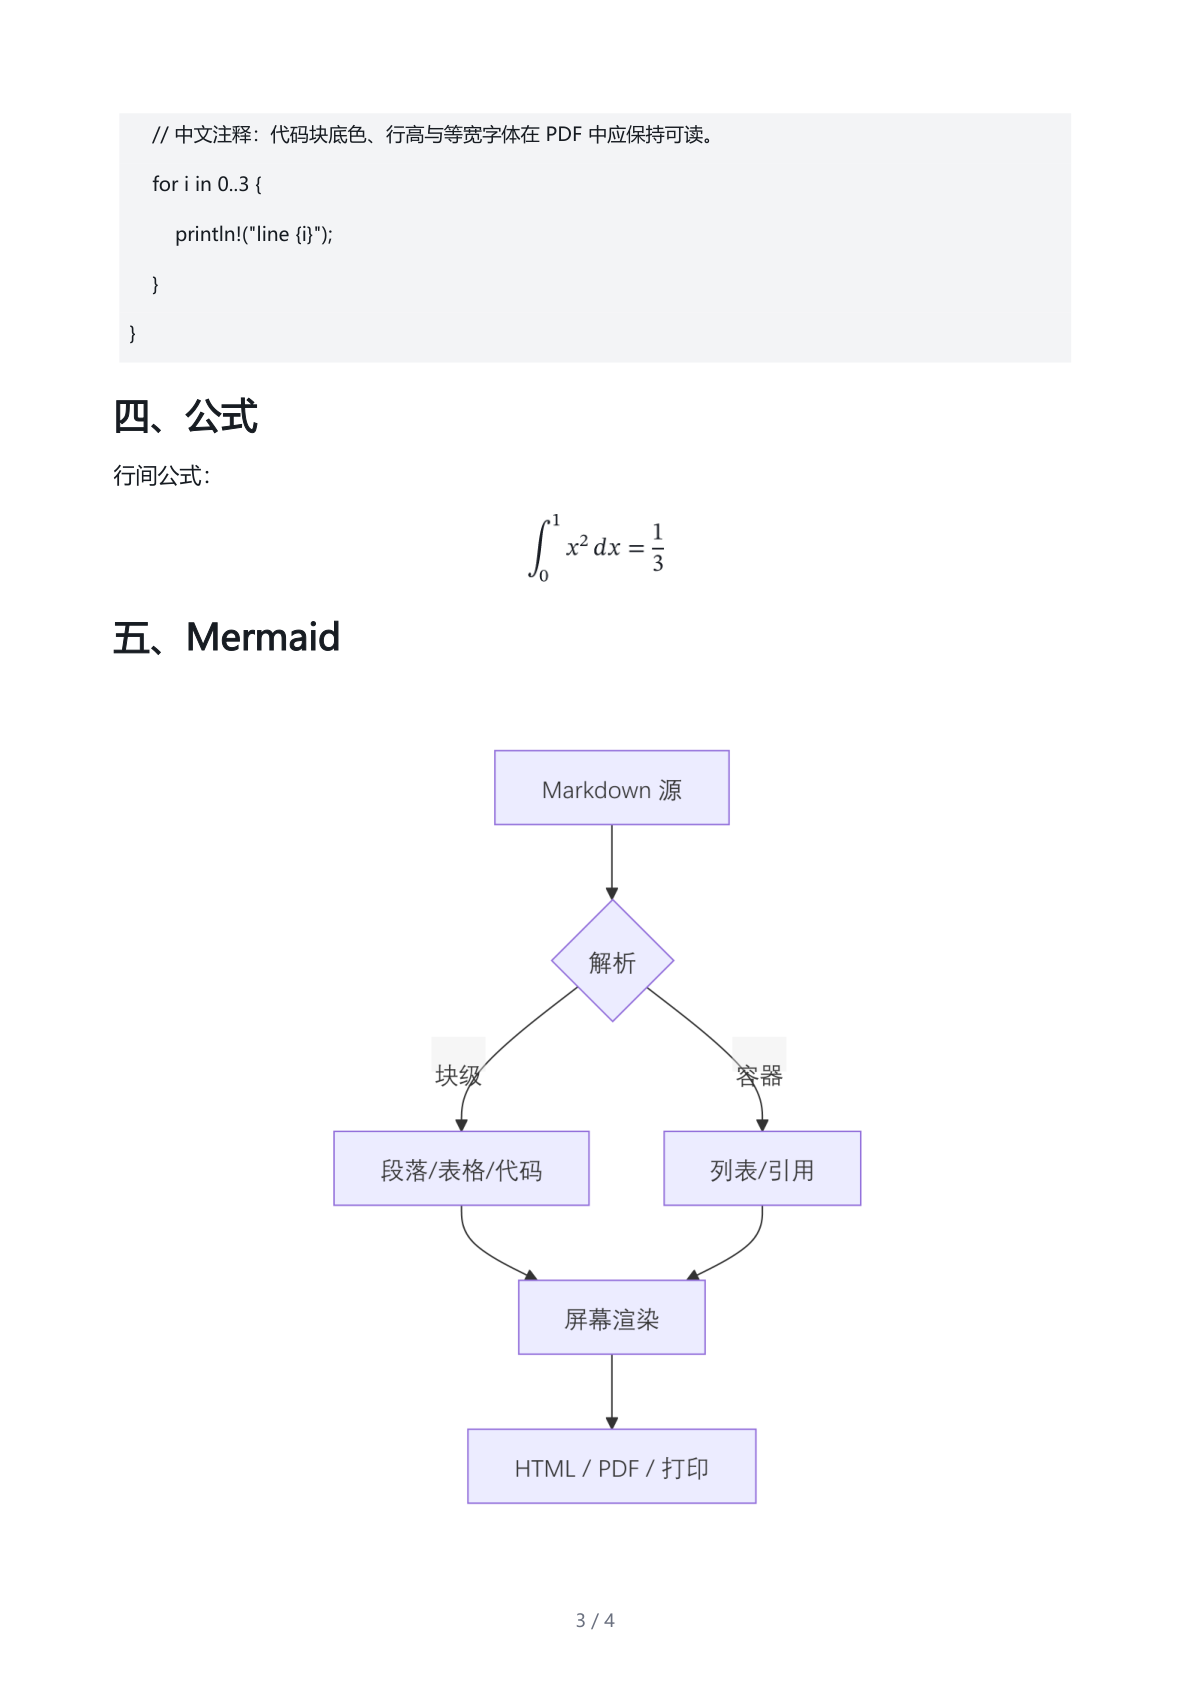 // 中文注释：代码块底色、行高与等宽字体在 PDF 中应保持可读。
for i in 0..3 {
println!("line {i}");
}
}
四、公式
行间公式：
∫₀¹ x² dx = 1/3
五、Mermaid
Markdown 源
解析
块级
容器
段落/表格/代码
列表/引用
屏幕渲染
HTML / PDF / 打印
3 / 4